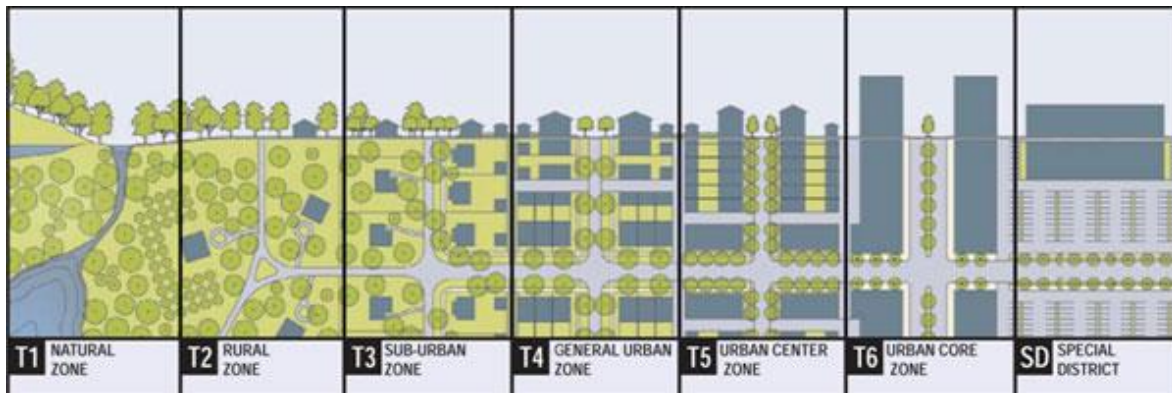 T1 NATURAL
ZONE
T2 RURAL
ZONE
T3 SUB-URBAN
ZONE
T4 GENERAL URBAN
ZONE
T5 URBAN CENTER
ZONE
T6 URBAN CORE
ZONE
SD SPECIAL
DISTRICT